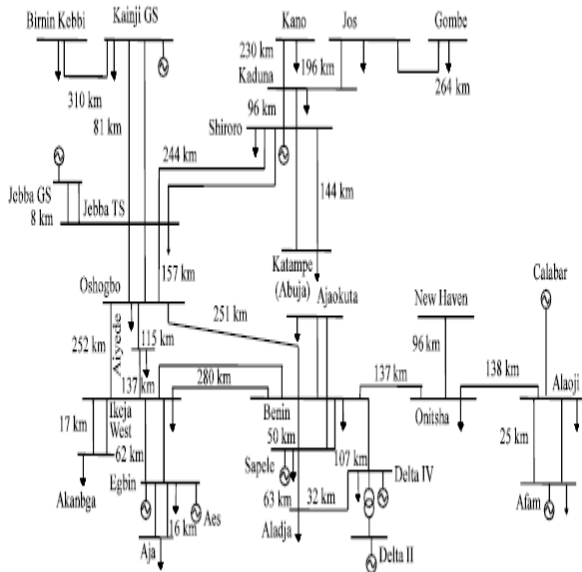 Birnin Kebbi
Kainji GS
Kano
Jos
Gombe
230 km
196 km
Kaduna
264 km
310 km
81 km
96 km
Shiroro
244 km
144 km
Jebba GS
8 km
Jebba TS
157 km
Katampe
(Abuja)
Oshogbo
Ajaokuta
New Haven
Calabar
251 km
252 km
Aiyede
115 km
96 km
138 km
137 km
280 km
137 km
Alaoji
Ikeja
West
Benin
Onitsha
17 km
50 km
25 km
62 km
Sapele
107 km
Akanbga
Egbin
Delta IV
63 km
32 km
Afam
16 km
Aes
Aladja
Aja
Delta II